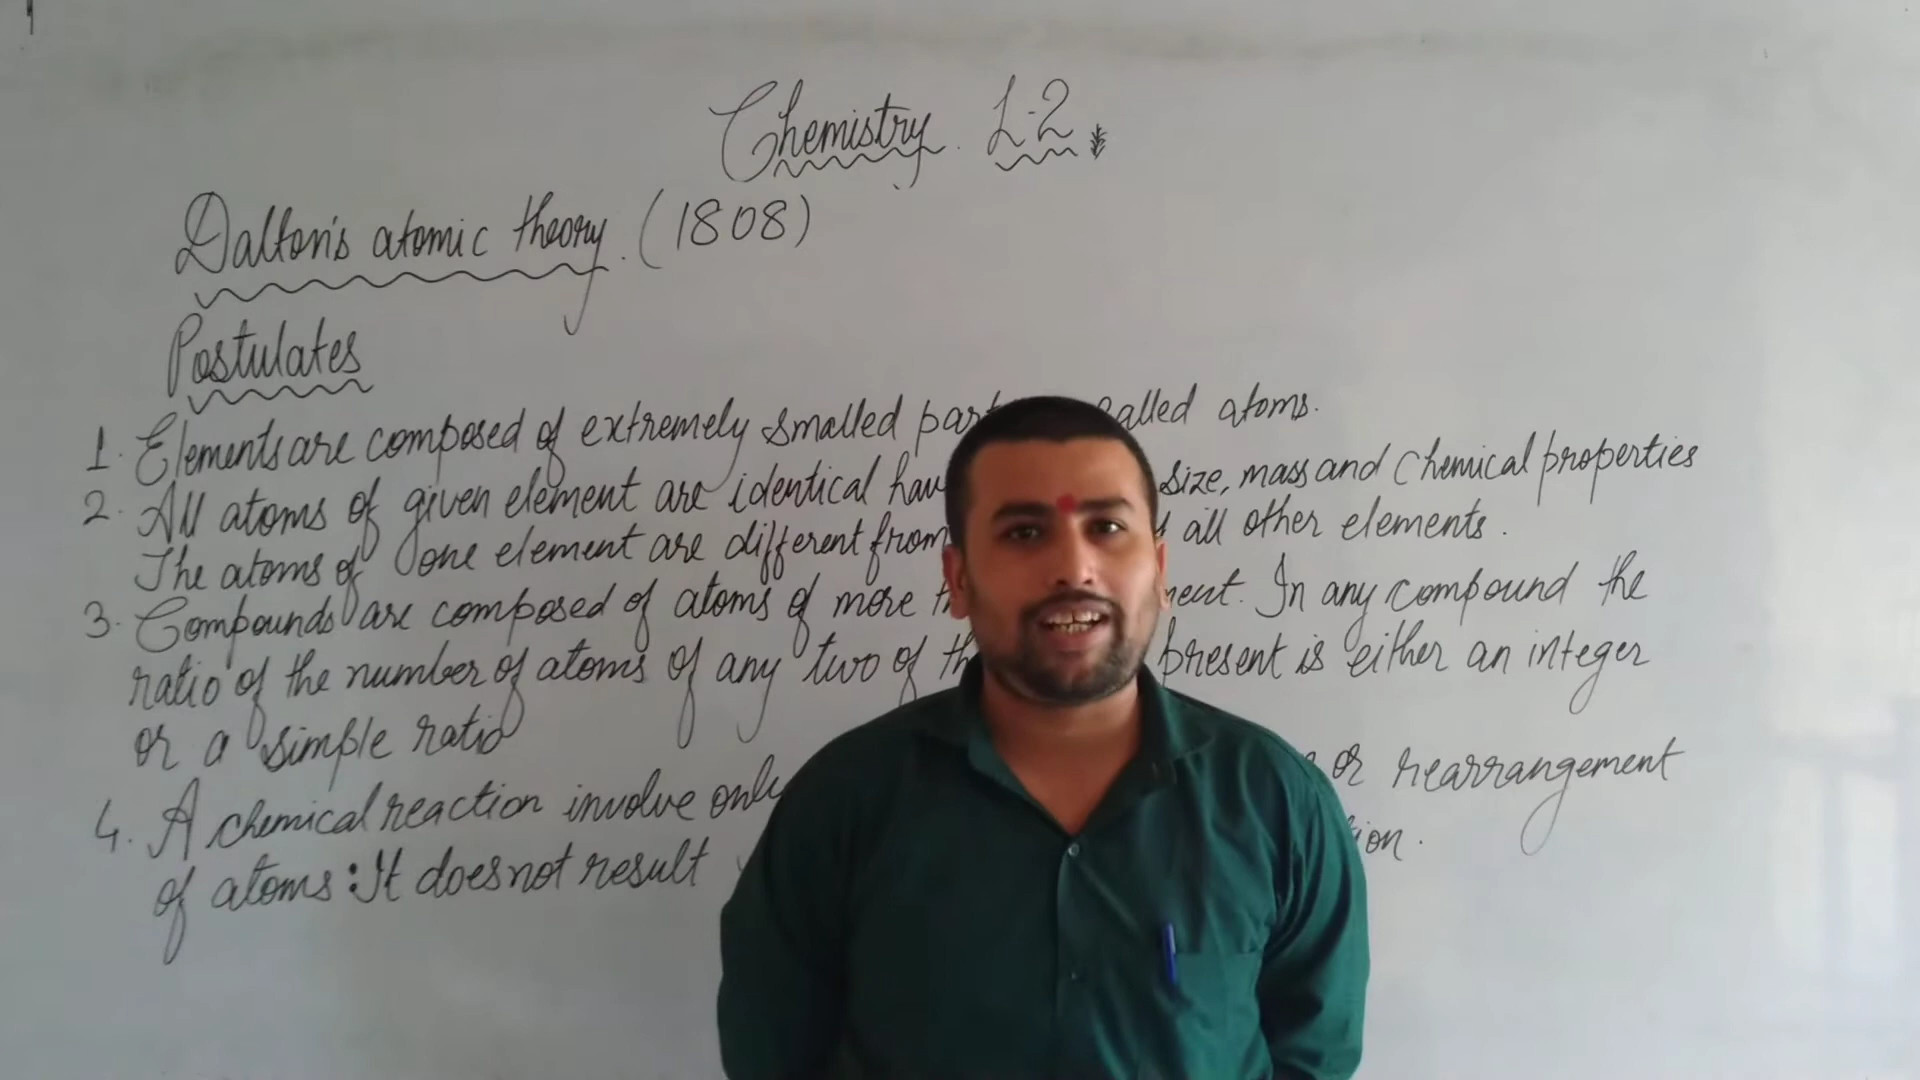 Chemistry. L-2
Dalton's atomic theory. (1808)
Postulates
1. Elements are composed of extremely smalled called atoms.
2. All atoms of given element are identical size, mass and Chemical properties
The atoms of one element are different from all other elements.
3. Compounds are composed of atoms of more In any compound the
ratio of the number of atoms of any two of present is either an integer
or a simple ratio
4. A chemical reaction involve only or rearrangement
of atoms: It does not result